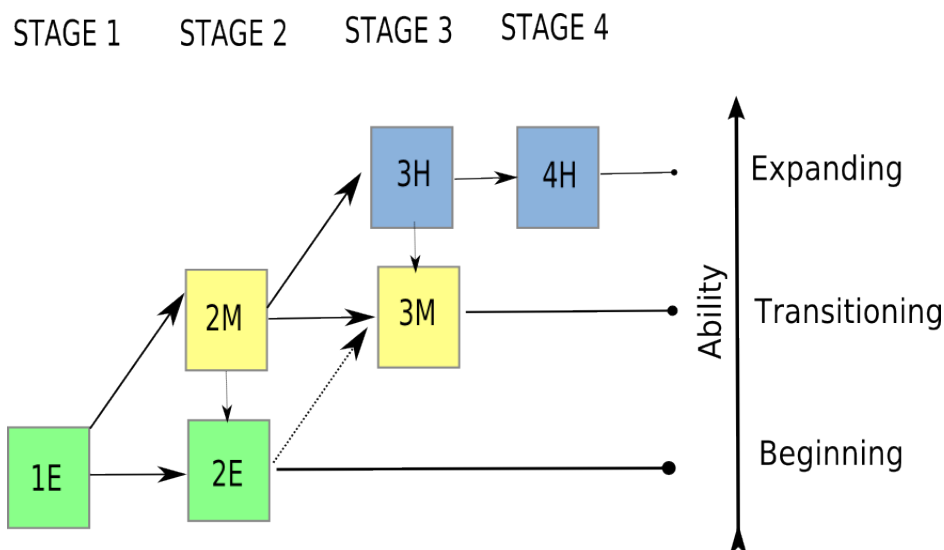 STAGE 1
STAGE 2
STAGE 3
STAGE 4
3H
4H
Expanding
2M
3M
Ability
Transitioning
1E
2E
Beginning